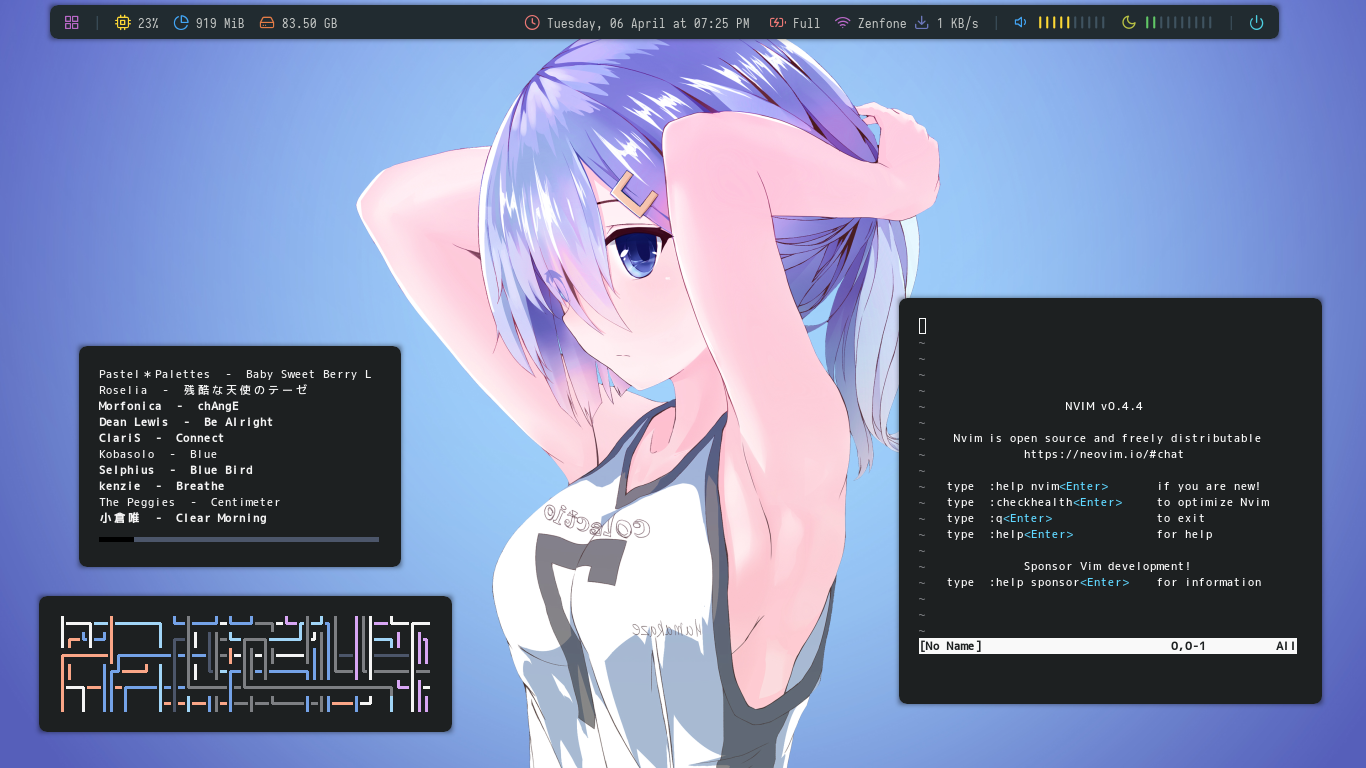 23% 919 MiB 83.50 GB Tuesday, 06 April at 07:25 PM Full Zenfone 1 KB/s
Pastel＊Palettes - Baby Sweet Berry L
Roselia - 残酷な天使のテーゼ
Morfonica - chAngE
Dean Lewis - Be Alright
ClariS - Connect
Kobasolo - Blue
Selphius - Blue Bird
kenzie - Breathe
The Peggies - Centimeter
小倉唯 - Clear Morning
NVIM v0.4.4
Nvim is open source and freely distributable
https://neovim.io/#chat
type :help nvim<Enter> if you are new!
type :checkhealth<Enter> to optimize Nvim
type :q<Enter> to exit
type :help<Enter> for help
Sponsor Vim development!
type :help sponsor<Enter> for information
[No Name] 0,0-1 All
Hamakaze